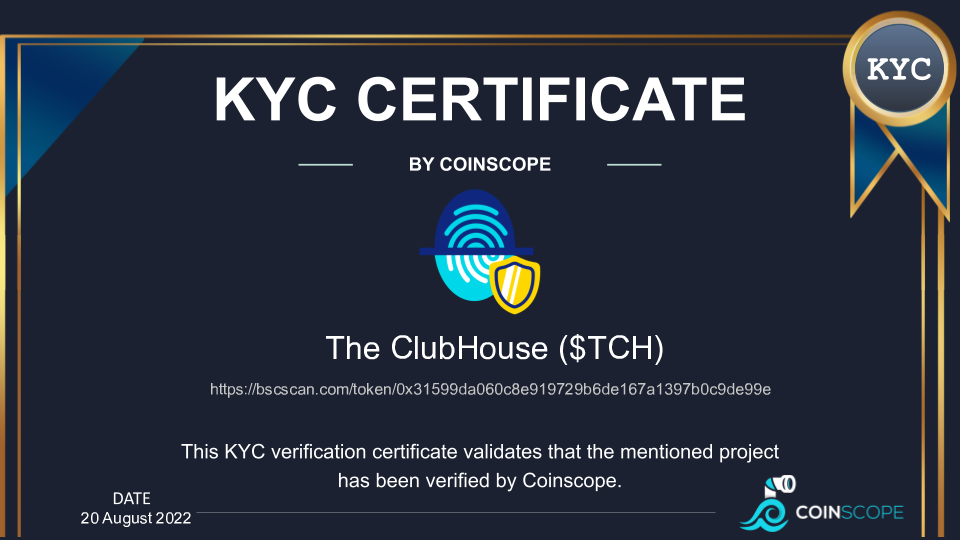 KYC
KYC CERTIFICATE
BY COINSCOPE
The ClubHouse ($TCH)
https://bscscan.com/token/0x31599da060c8e919729b6de167a1397b0c9de99e
This KYC verification certificate validates that the mentioned project
has been verified by Coinscope.
DATE
20 August 2022
COINSCOPE